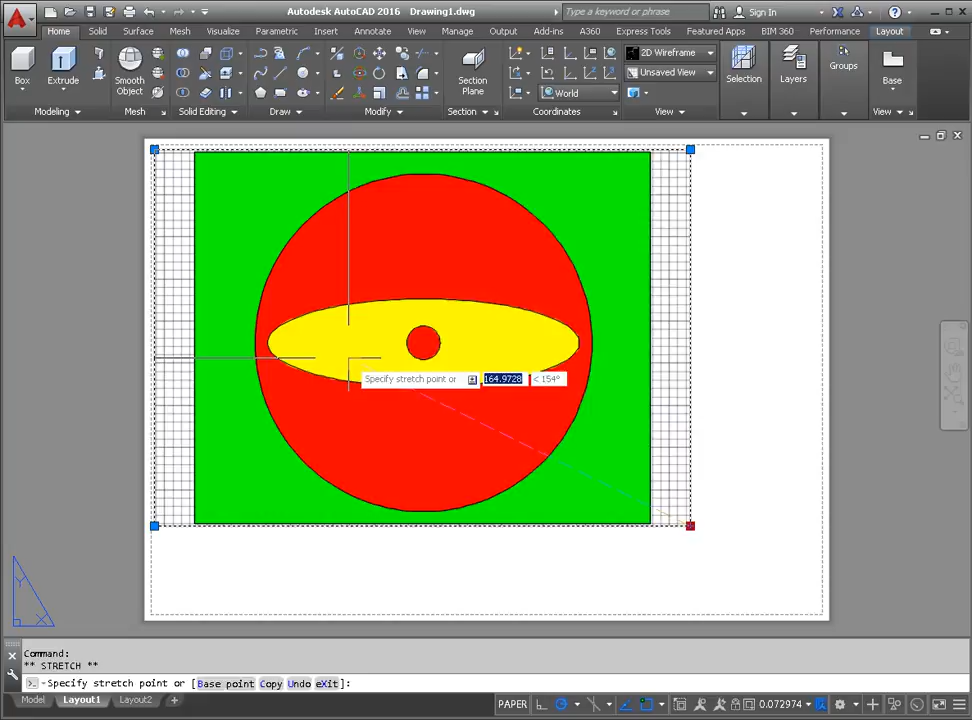 Autodesk AutoCAD 2016 Drawing1.dwg
Type a keyword or phrase
Sign In
Home Solid Surface Mesh Visualize Parametric Insert Annotate View Manage Output Add-ins A360 Express Tools Featured Apps BIM 360 Performance Layout
Box
Extrude
Smooth
Object
Section
Plane
2D Wireframe
Unsaved View
World
Selection
Layers
Groups
Base
Modeling
Mesh
Solid Editing
Draw
Modify
Section
Coordinates
View
View
Specify stretch point or 164.9728 < 154°
Y
X
Command:
** STRETCH **
Specify stretch point or [Base point Copy Undo eXit]:
Model Layout1 Layout2 +
PAPER
0.072974